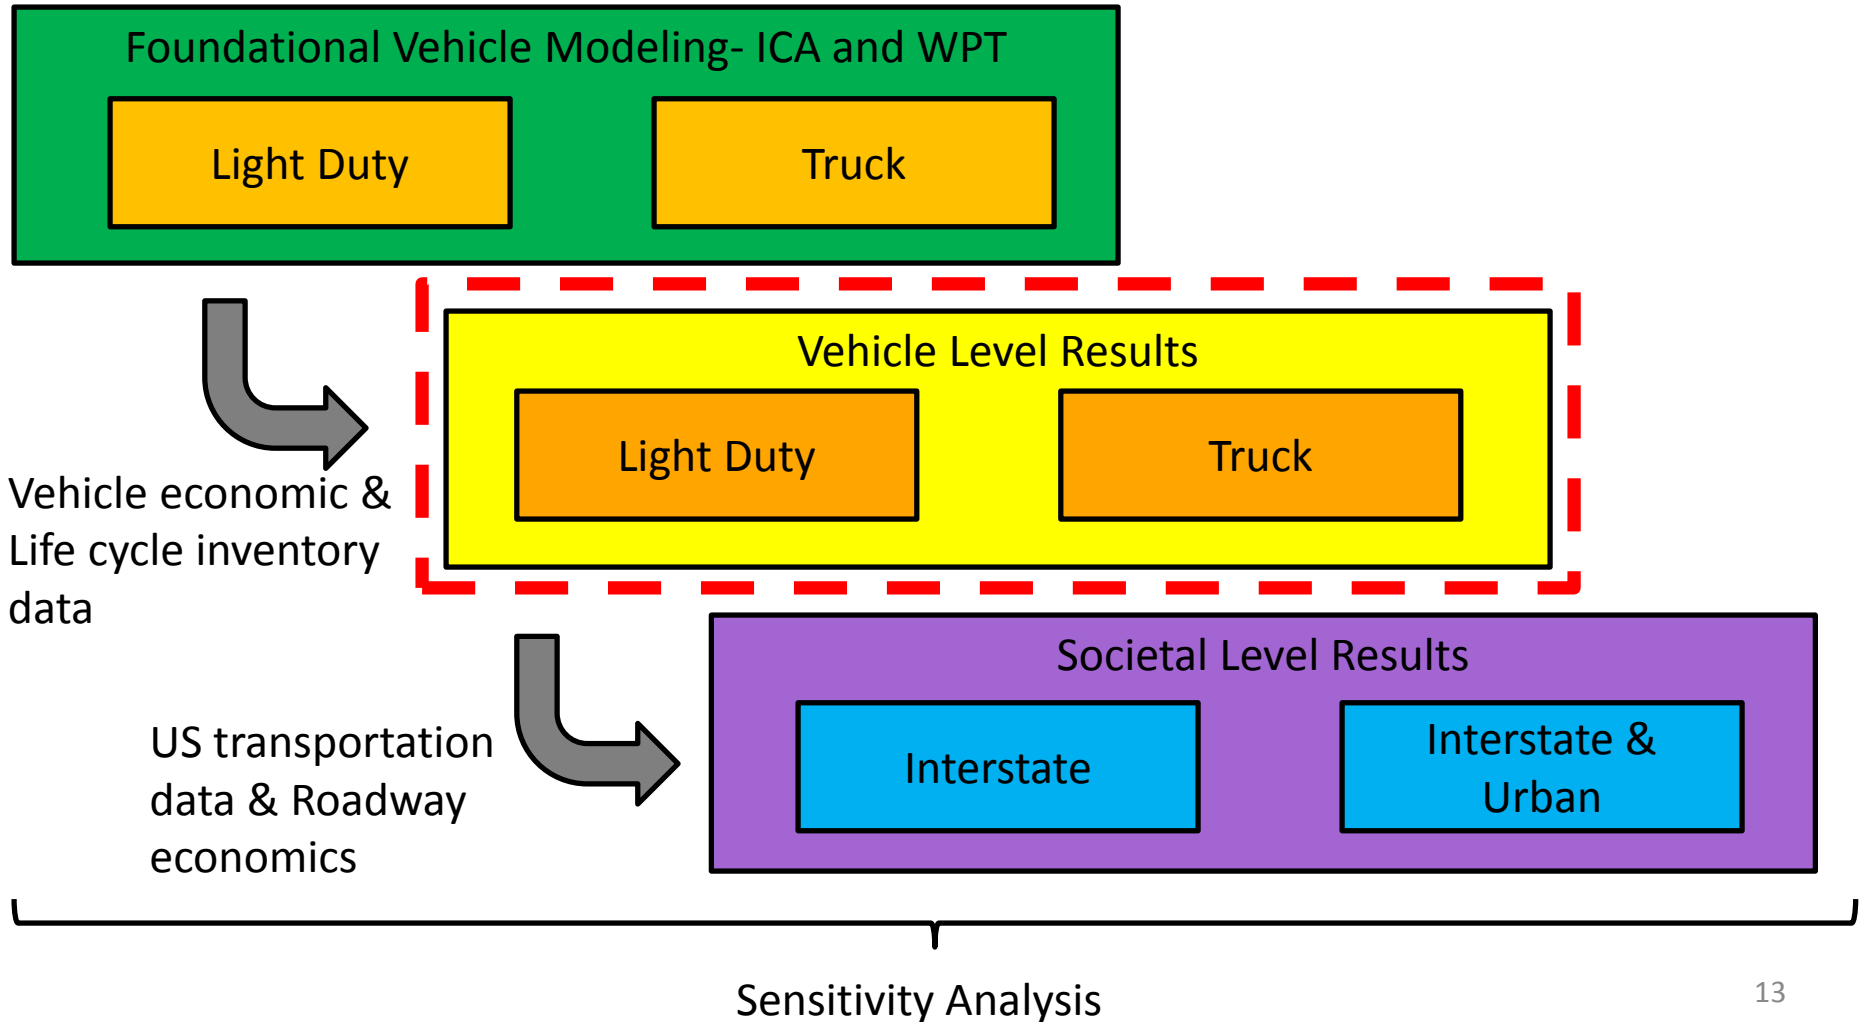 Foundational Vehicle Modeling- ICA and WPT
Light Duty
Truck
Vehicle Level Results
Light Duty
Truck
Vehicle economic &
Life cycle inventory
data
Societal Level Results
Interstate
Interstate &
Urban
US transportation
data & Roadway
economics
Sensitivity Analysis
13